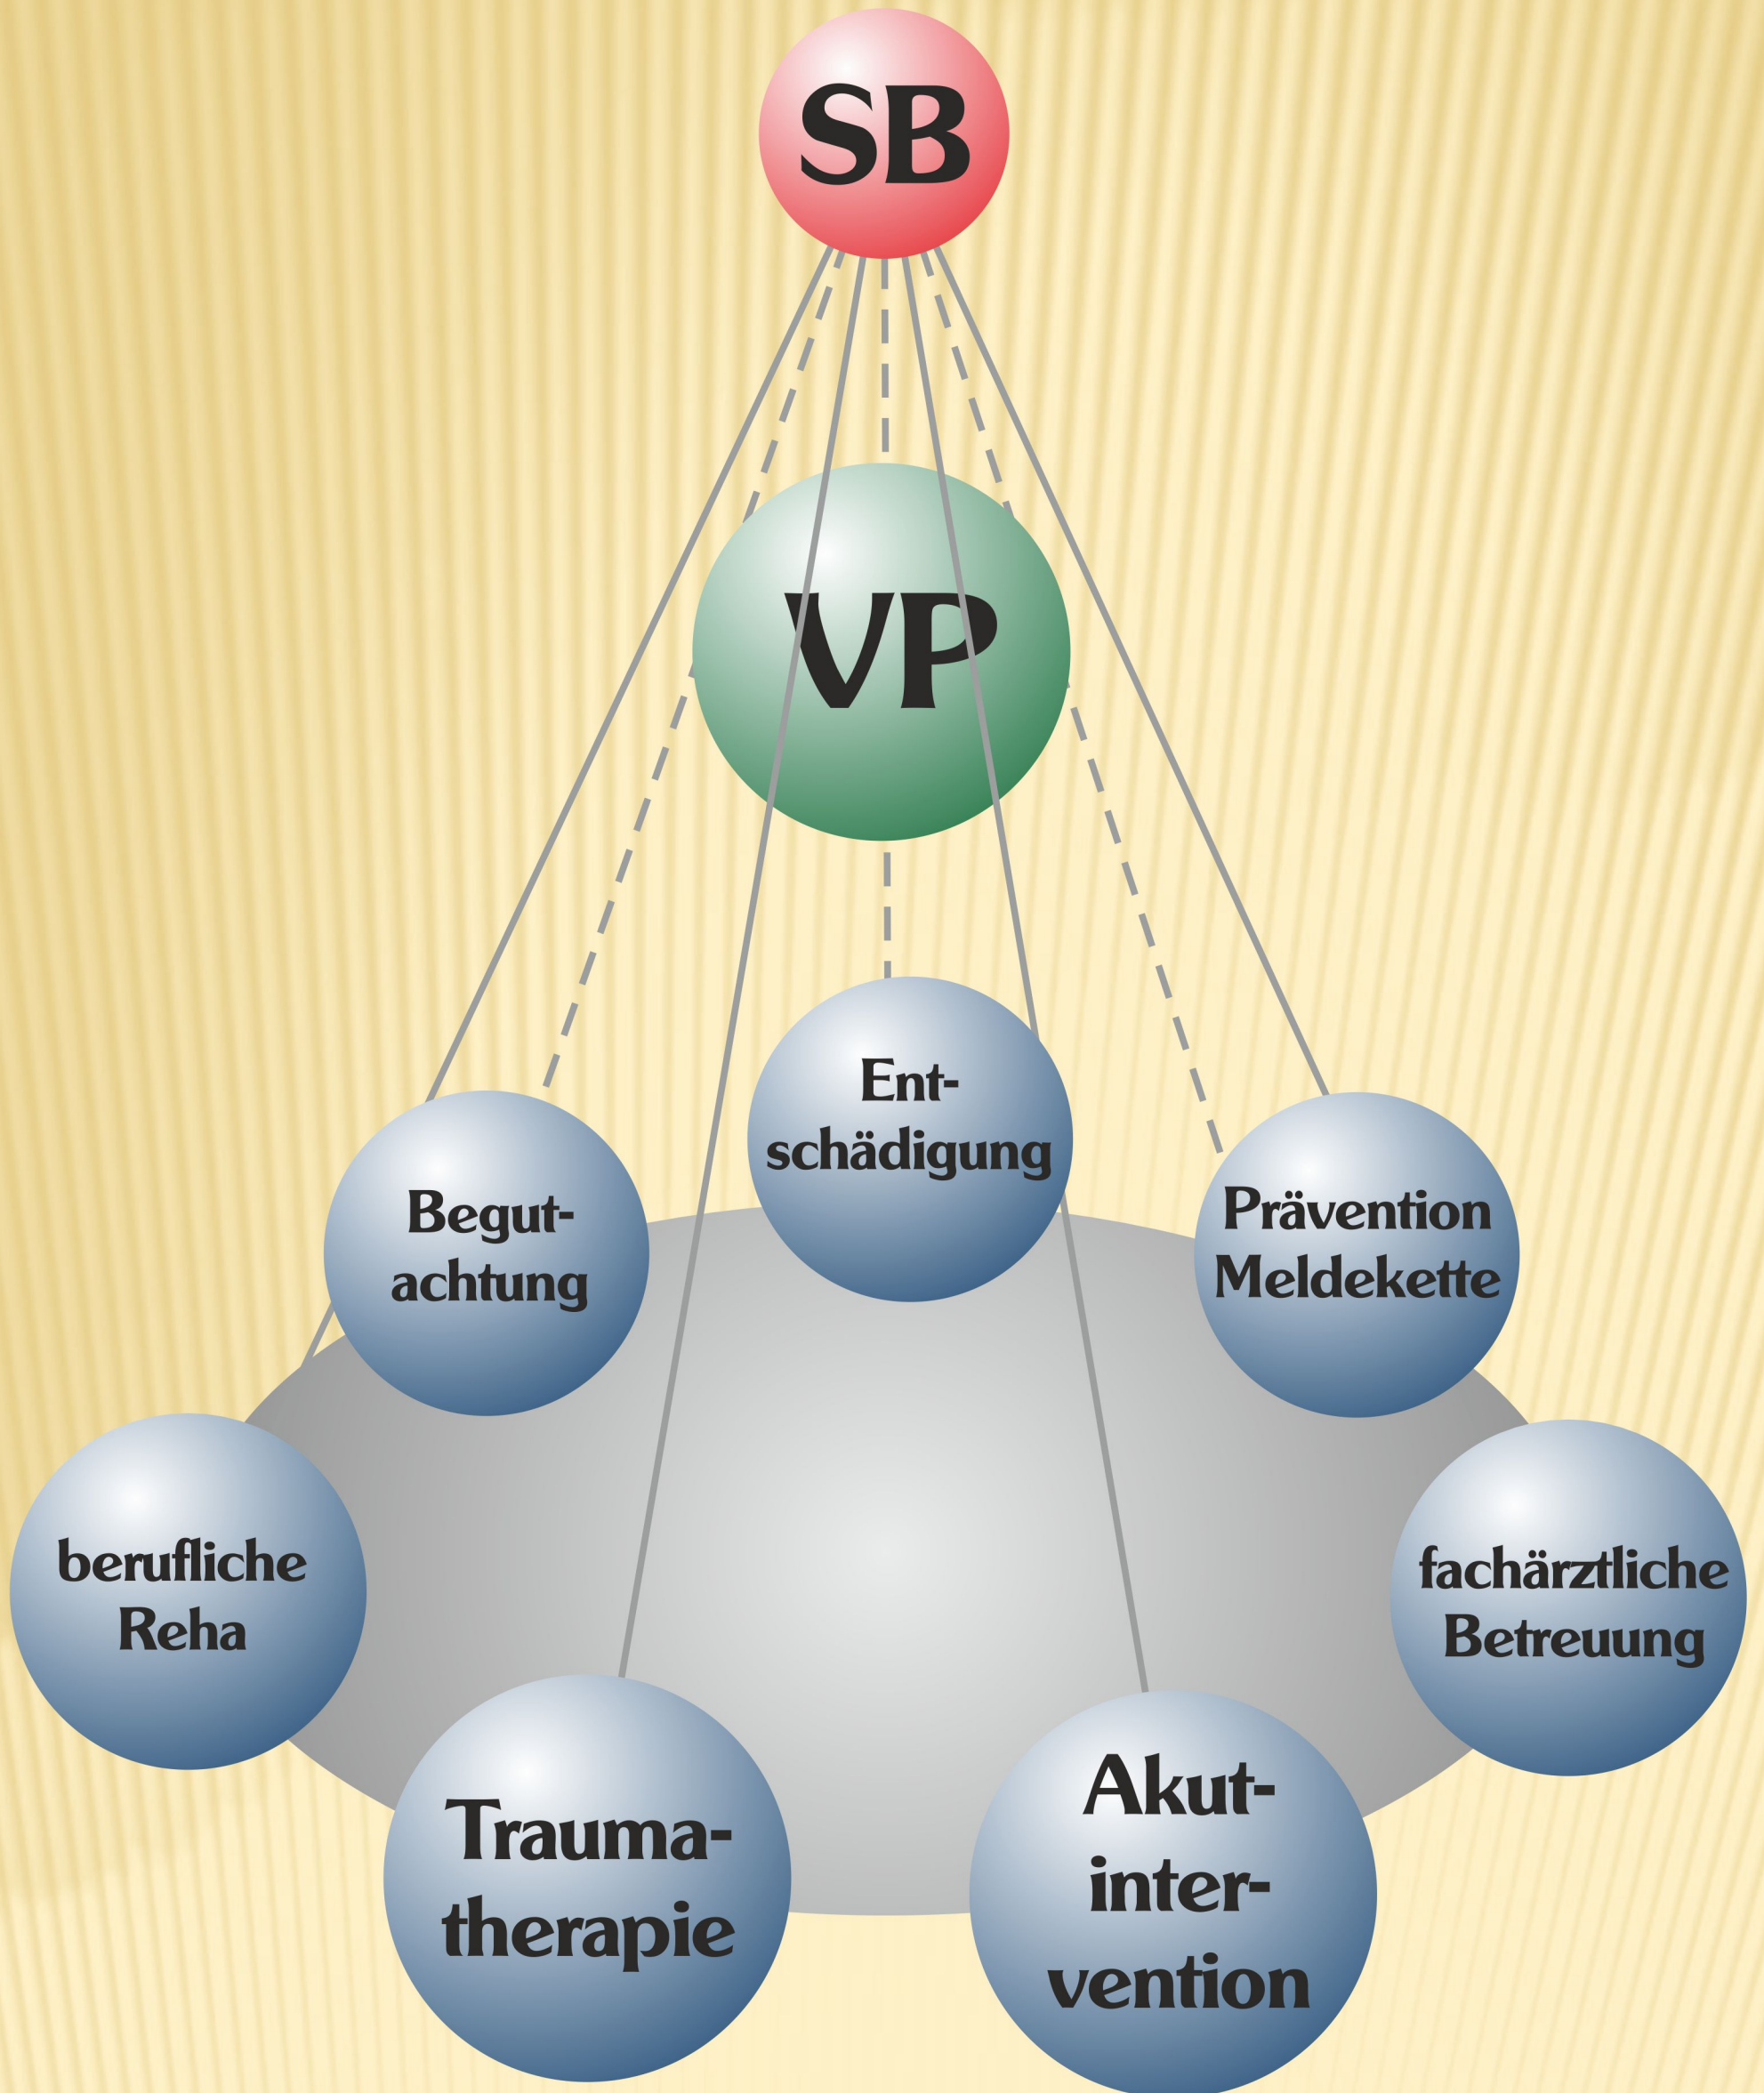 SB
VP
Ent-
schädigung
Begut-
achtung
Prävention
Meldekette
berufliche
Reha
fachärztliche
Betreuung
Trauma-
therapie
Akut-
inter-
vention